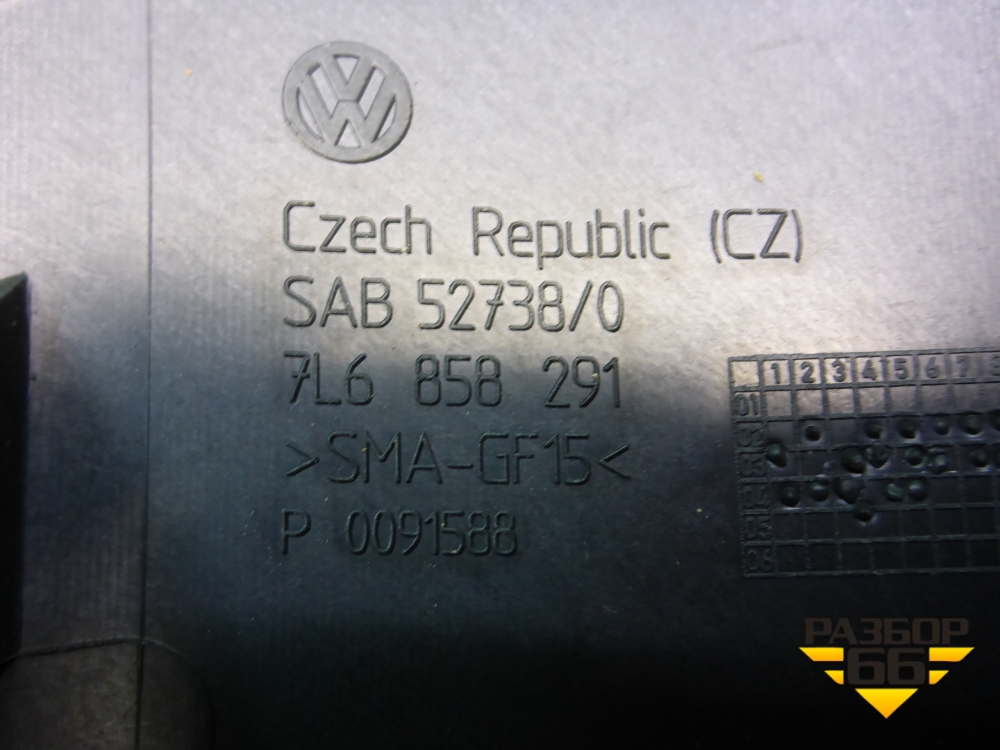 Czech Republic (CZ)
SAB 52738/0
7L6 858 291
>SMA-GF15<
P 0091588
1 2 3 4 5 6 7 8
01
РАЗБОР
66